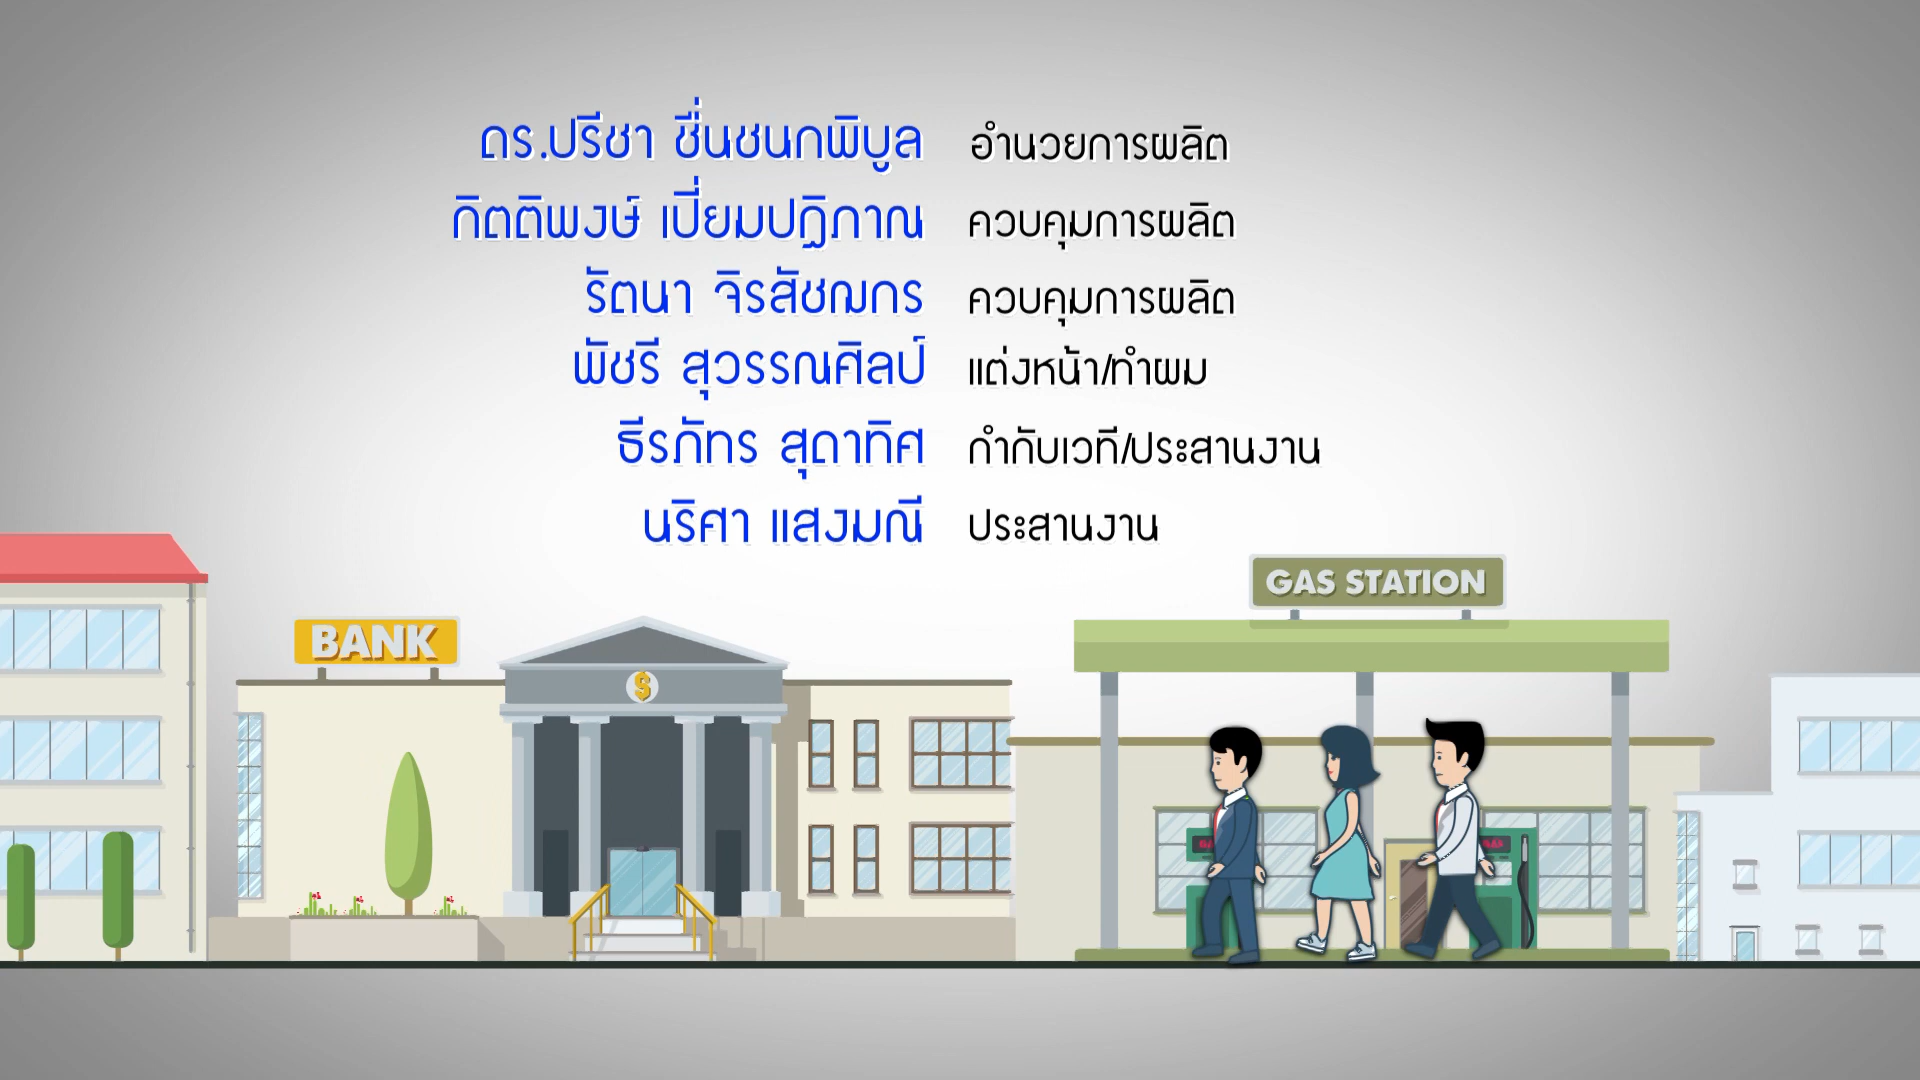 ดร.ปรีชา ชื่นชนกพิบูล อำนวยการผลิต
กิตติพงษ์ เปี่ยมปฏิภาณ ควบคุมการผลิต
รัตนา จิรสัชฌกร ควบคุมการผลิต
พัชรี สุวรรณศิลป์ แต่งหน้า/ทำผม
ธีรภัทร สุดาทิศ กำกับเวที/ประสานงาน
นริศา แสงมณี ประสานงาน
GAS STATION
BANK
$
GAS